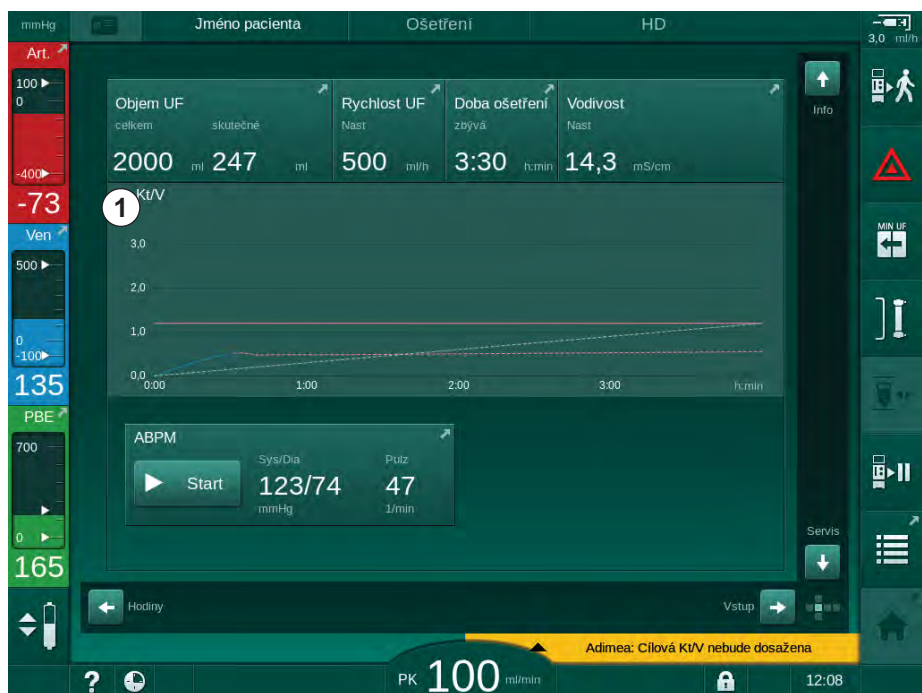 mmHg
Jméno pacienta
Ošetření
HD
3,0 ml/h
Art.
100
0
-400
-73
Ven
500
0
-100
135
PBE
700
0
165
Objem UF
celkem skutečné
2000 ml 247 ml
Rychlost UF
Nast
500 ml/h
Doba ošetření
zbývá
3:30 h:min
Vodivost
Nast
14,3 mS/cm
Info
1
Kt/V
3,0
2,0
1,0
0,0
0:00 1:00 2:00 3:00 h:min
ABPM
Start
Sys/Dia
123/74
mmHg
Pulz
47
1/min
MIN UF
Servis
Hodiny
Vstup
Adimea: Cílová Kt/V nebude dosažena
?
PK 100 ml/min
12:08